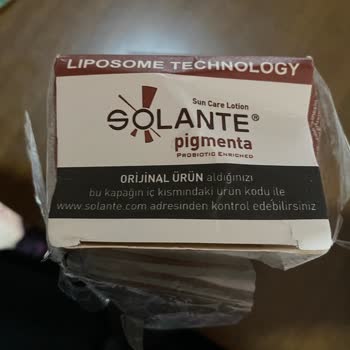 LIPOSOME TECHNOLOGY
Sun Care Lotion
SOLANTE®
pigmenta
PROBIOTIC ENRICHED
ORİJİNAL ÜRÜN aldığınızı
bu kapağın iç kısmındaki ürün kodu ile
www.solante.com adresinden kontrol edebilirsiniz